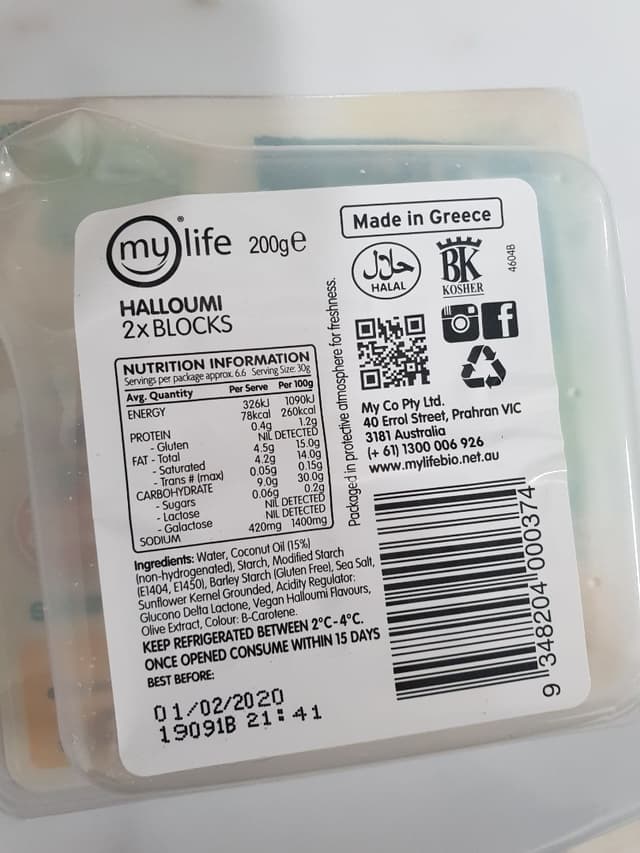 my life 200g e
HALLOUMI
2x BLOCKS
NUTRITION INFORMATION
Servings per package approx. 6.6 Serving Size: 30g
Avg. Quantity Per Serve Per 100g
ENERGY 326kJ 1090kJ
78kcal 260kcal
PROTEIN 0.4g 1.2g
- Gluten NIL DETECTED
FAT - Total 4.5g 15.0g
- Saturated 4.2g 14.0g
- Trans # (max) 0.05g 0.15g
CARBOHYDRATE 9.0g 30.0g
- Sugars 0.06g 0.2g
- Lactose NIL DETECTED
- Galactose NIL DETECTED
SODIUM 420mg 1400mg
Ingredients: Water, Coconut Oil (15%)
(non-hydrogenated), Starch, Modified Starch
(E1404, E1450), Barley Starch (Gluten Free), Sea Salt,
Sunflower Kernel Grounded, Acidity Regulator:
Glucono Delta Lactone, Vegan Halloumi Flavours,
Olive Extract, Colour: B-Carotene.
KEEP REFRIGERATED BETWEEN 2°C-4°C.
ONCE OPENED CONSUME WITHIN 15 DAYS
BEST BEFORE:
01/02/2020
19091B 21:41
Packaged in protective atmosphere for freshness.
Made in Greece
حلال
HALAL
BK
KOSHER
4604B
f
My Co Pty Ltd.
40 Errol Street, Prahran VIC
3181 Australia
(+ 61) 1300 006 926
www.mylifebio.net.au
9 348204 000374